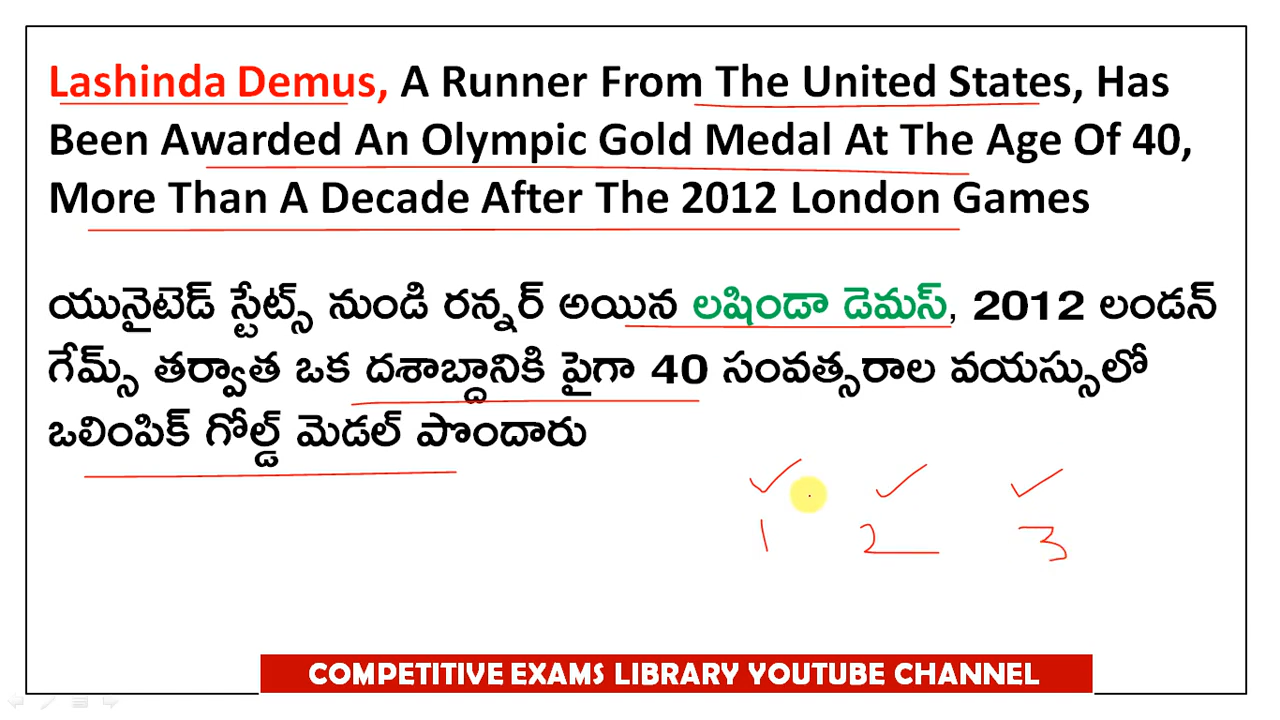 Lashinda Demus, A Runner From The United States, Has
Been Awarded An Olympic Gold Medal At The Age Of 40,
More Than A Decade After The 2012 London Games
యునైటెడ్ స్టేట్స్ నుండి రన్నర్ అయిన లషిండా డెమస్, 2012 లండన్
గేమ్స్ తర్వాత ఒక దశాబ్దానికి పైగా 40 సంవత్సరాల వయస్సులో
ఒలింపిక్ గోల్డ్ మెడల్ పొందారు
1 2 3
COMPETITIVE EXAMS LIBRARY YOUTUBE CHANNEL